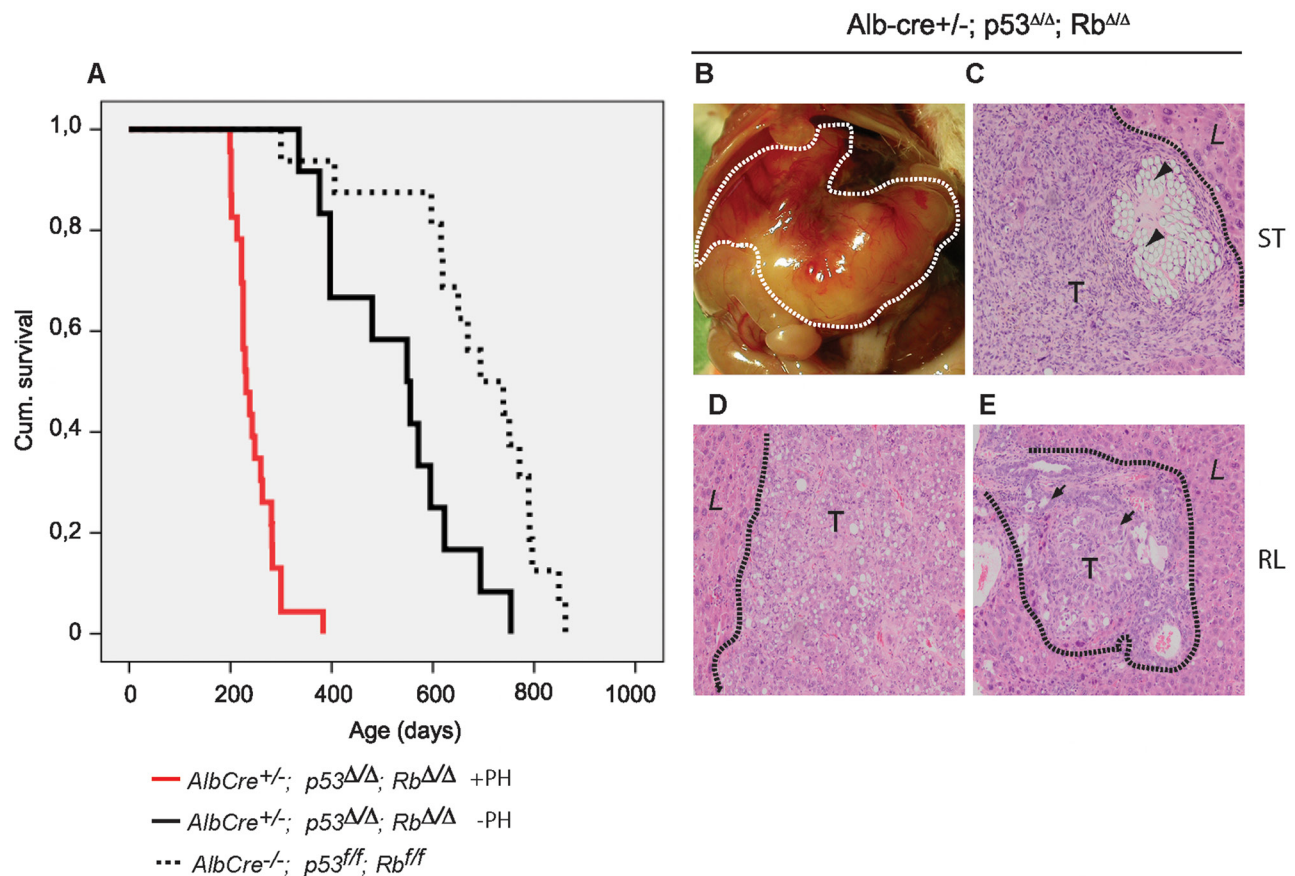 Alb-cre+/-; p53Δ/Δ; RbΔ/Δ
A
B
C
1,0
0,8
0,6
0,4
0,2
0
Cum. survival
0 200 400 600 800 1000
Age (days)
L
T
ST
D
E
L
T
L
T
RL
AlbCre+/-; p53Δ/Δ; RbΔ/Δ +PH
AlbCre+/-; p53Δ/Δ; RbΔ/Δ -PH
AlbCre-/-; p53f/f; Rbf/f